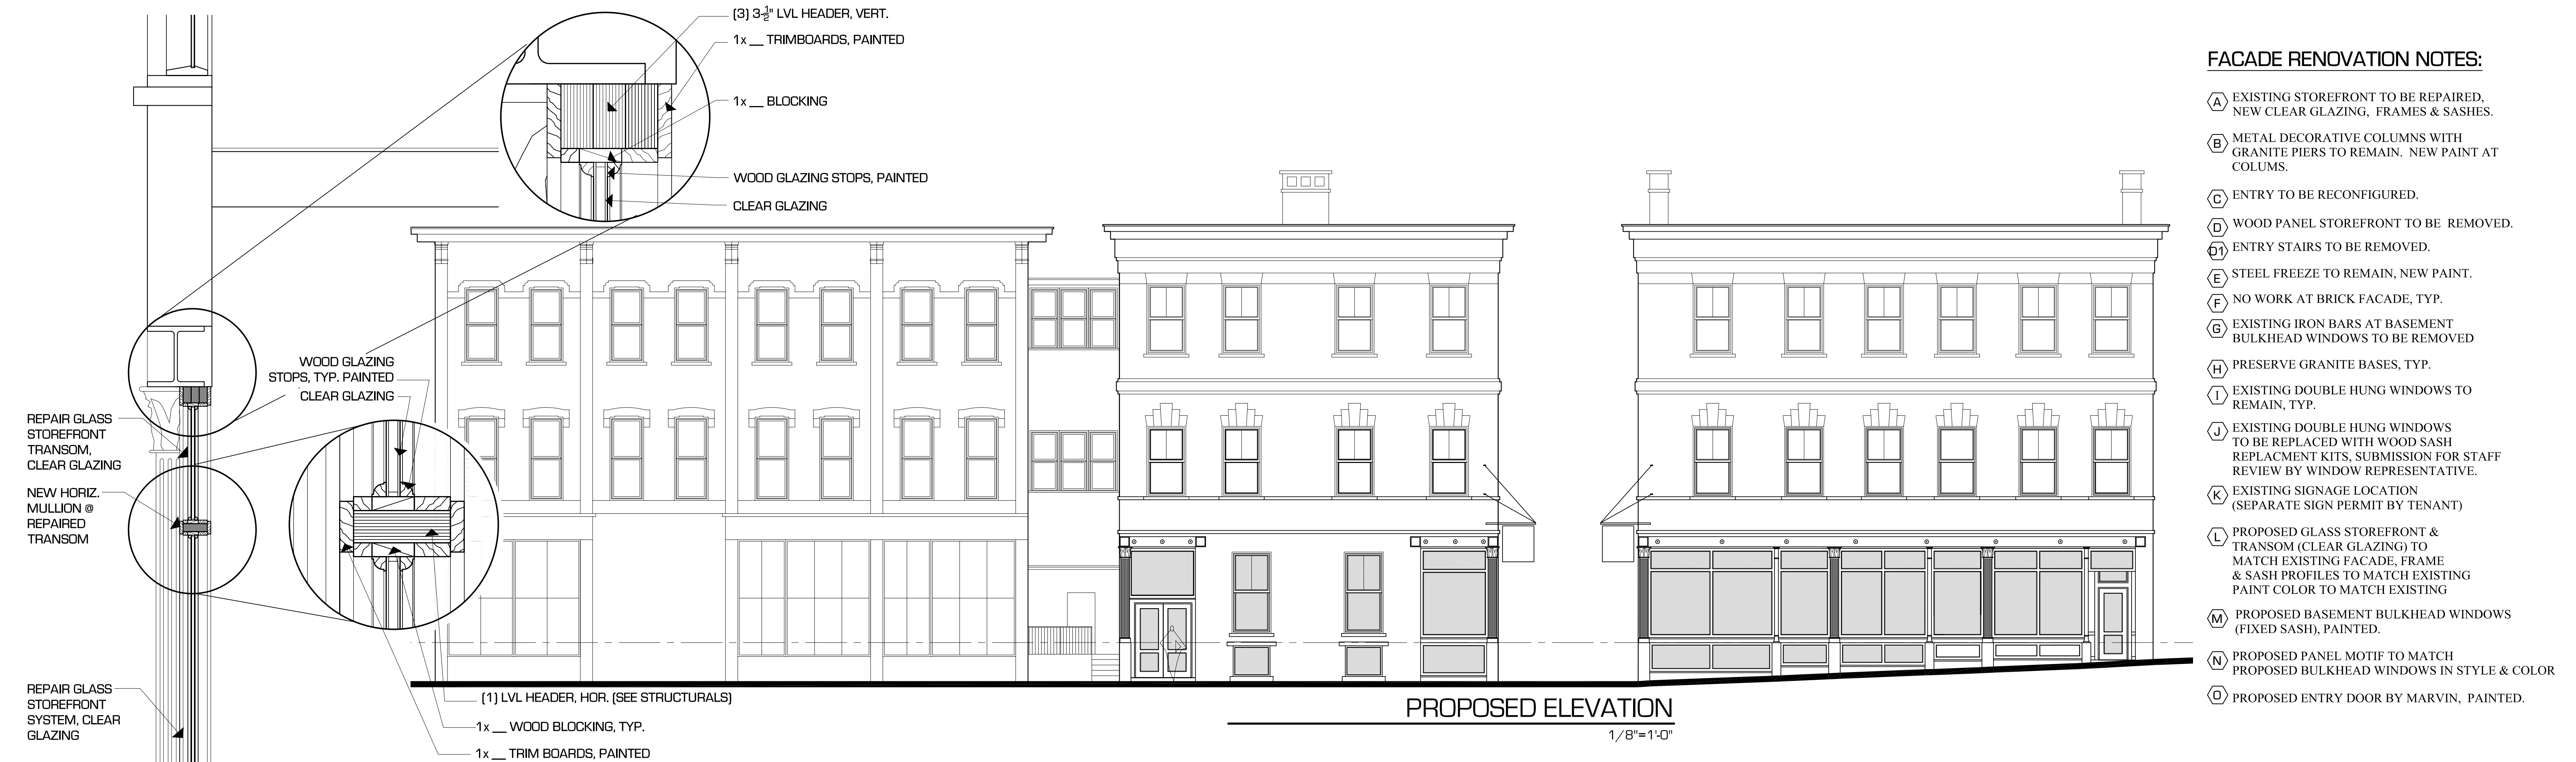 (3) 3-1/2" LVL HEADER, VERT.
1x __ TRIMBOARDS, PAINTED
1x __ BLOCKING
WOOD GLAZING STOPS, PAINTED
CLEAR GLAZING
WOOD GLAZING
STOPS, TYP. PAINTED
CLEAR GLAZING
REPAIR GLASS
STOREFRONT
TRANSOM,
CLEAR GLAZING
NEW HORIZ.
MULLION @
REPAIRED
TRANSOM
REPAIR GLASS
STOREFRONT
SYSTEM, CLEAR
GLAZING
(1) LVL HEADER, HOR. (SEE STRUCTURALS)
1x __ WOOD BLOCKING, TYP.
1x __ TRIM BOARDS, PAINTED
PROPOSED ELEVATION
1/8"=1'-0"
FACADE RENOVATION NOTES:
A EXISTING STOREFRONT TO BE REPAIRED,
NEW CLEAR GLAZING, FRAMES & SASHES.
B METAL DECORATIVE COLUMNS WITH
GRANITE PIERS TO REMAIN. NEW PAINT AT
COLUMS.
C ENTRY TO BE RECONFIGURED.
D WOOD PANEL STOREFRONT TO BE REMOVED.
D1 ENTRY STAIRS TO BE REMOVED.
E STEEL FREEZE TO REMAIN, NEW PAINT.
F NO WORK AT BRICK FACADE, TYP.
G EXISTING IRON BARS AT BASEMENT
BULKHEAD WINDOWS TO BE REMOVED
H PRESERVE GRANITE BASES, TYP.
I EXISTING DOUBLE HUNG WINDOWS TO
REMAIN, TYP.
J EXISTING DOUBLE HUNG WINDOWS
TO BE REPLACED WITH WOOD SASH
REPLACMENT KITS, SUBMISSION FOR STAFF
REVIEW BY WINDOW REPRESENTATIVE.
K EXISTING SIGNAGE LOCATION
(SEPARATE SIGN PERMIT BY TENANT)
L PROPOSED GLASS STOREFRONT &
TRANSOM (CLEAR GLAZING) TO
MATCH EXISTING FACADE, FRAME
& SASH PROFILES TO MATCH EXISTING
PAINT COLOR TO MATCH EXISTING
M PROPOSED BASEMENT BULKHEAD WINDOWS
(FIXED SASH), PAINTED.
N PROPOSED PANEL MOTIF TO MATCH
PROPOSED BULKHEAD WINDOWS IN STYLE & COLOR
O PROPOSED ENTRY DOOR BY MARVIN, PAINTED.